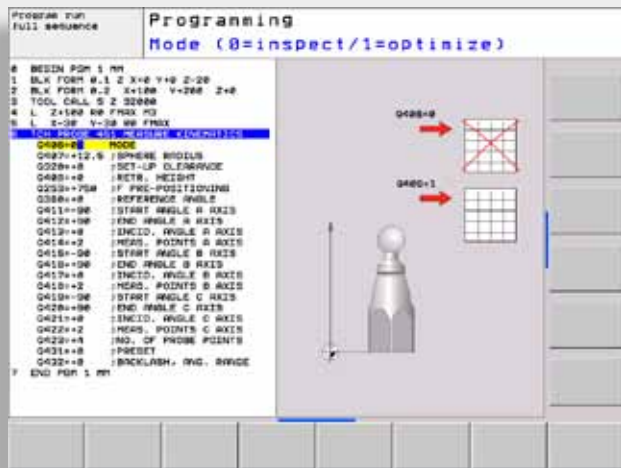 Program run
full sequence
Programming
Mode (0=inspect/1=optimize)
0 BEGIN PGM 1 MM
1 BLK FORM 0.1 Z X+0 Y+0 Z-20
2 BLK FORM 0.2 X+100 Y+200 Z+0
3 TOOL CALL 5 Z S2000
4 L Z+100 R0 FMAX M3
5 L X-30 Y-30 R0 FMAX
6 TCH PROBE 451 MEASURE KINEMATICS
Q406=0 MODE
Q407=+12.5 ;SPHERE RADIUS
Q320=+0 ;SET-UP CLEARANCE
Q408=+0 ;RETR. HEIGHT
Q253=+750 ;F PRE-POSITIONING
Q380=+0 ;REFERENCE ANGLE
Q411=-90 ;START ANGLE A AXIS
Q412=+90 ;END ANGLE A AXIS
Q413=+0 ;INCID. ANGLE A AXIS
Q414=+2 ;MEAS. POINTS A AXIS
Q415=-90 ;START ANGLE B AXIS
Q416=+90 ;END ANGLE B AXIS
Q417=+0 ;INCID. ANGLE B AXIS
Q418=+2 ;MEAS. POINTS B AXIS
Q419=-90 ;START ANGLE C AXIS
Q420=+90 ;END ANGLE C AXIS
Q421=+0 ;INCID. ANGLE C AXIS
Q422=+2 ;MEAS. POINTS C AXIS
Q423=+4 ;NO. OF PROBE POINTS
Q431=+0 ;PRESET
Q432=+0 ;BACKLASH, ANG. RANGE
7 END PGM 1 MM
Q406=0
Q406=1